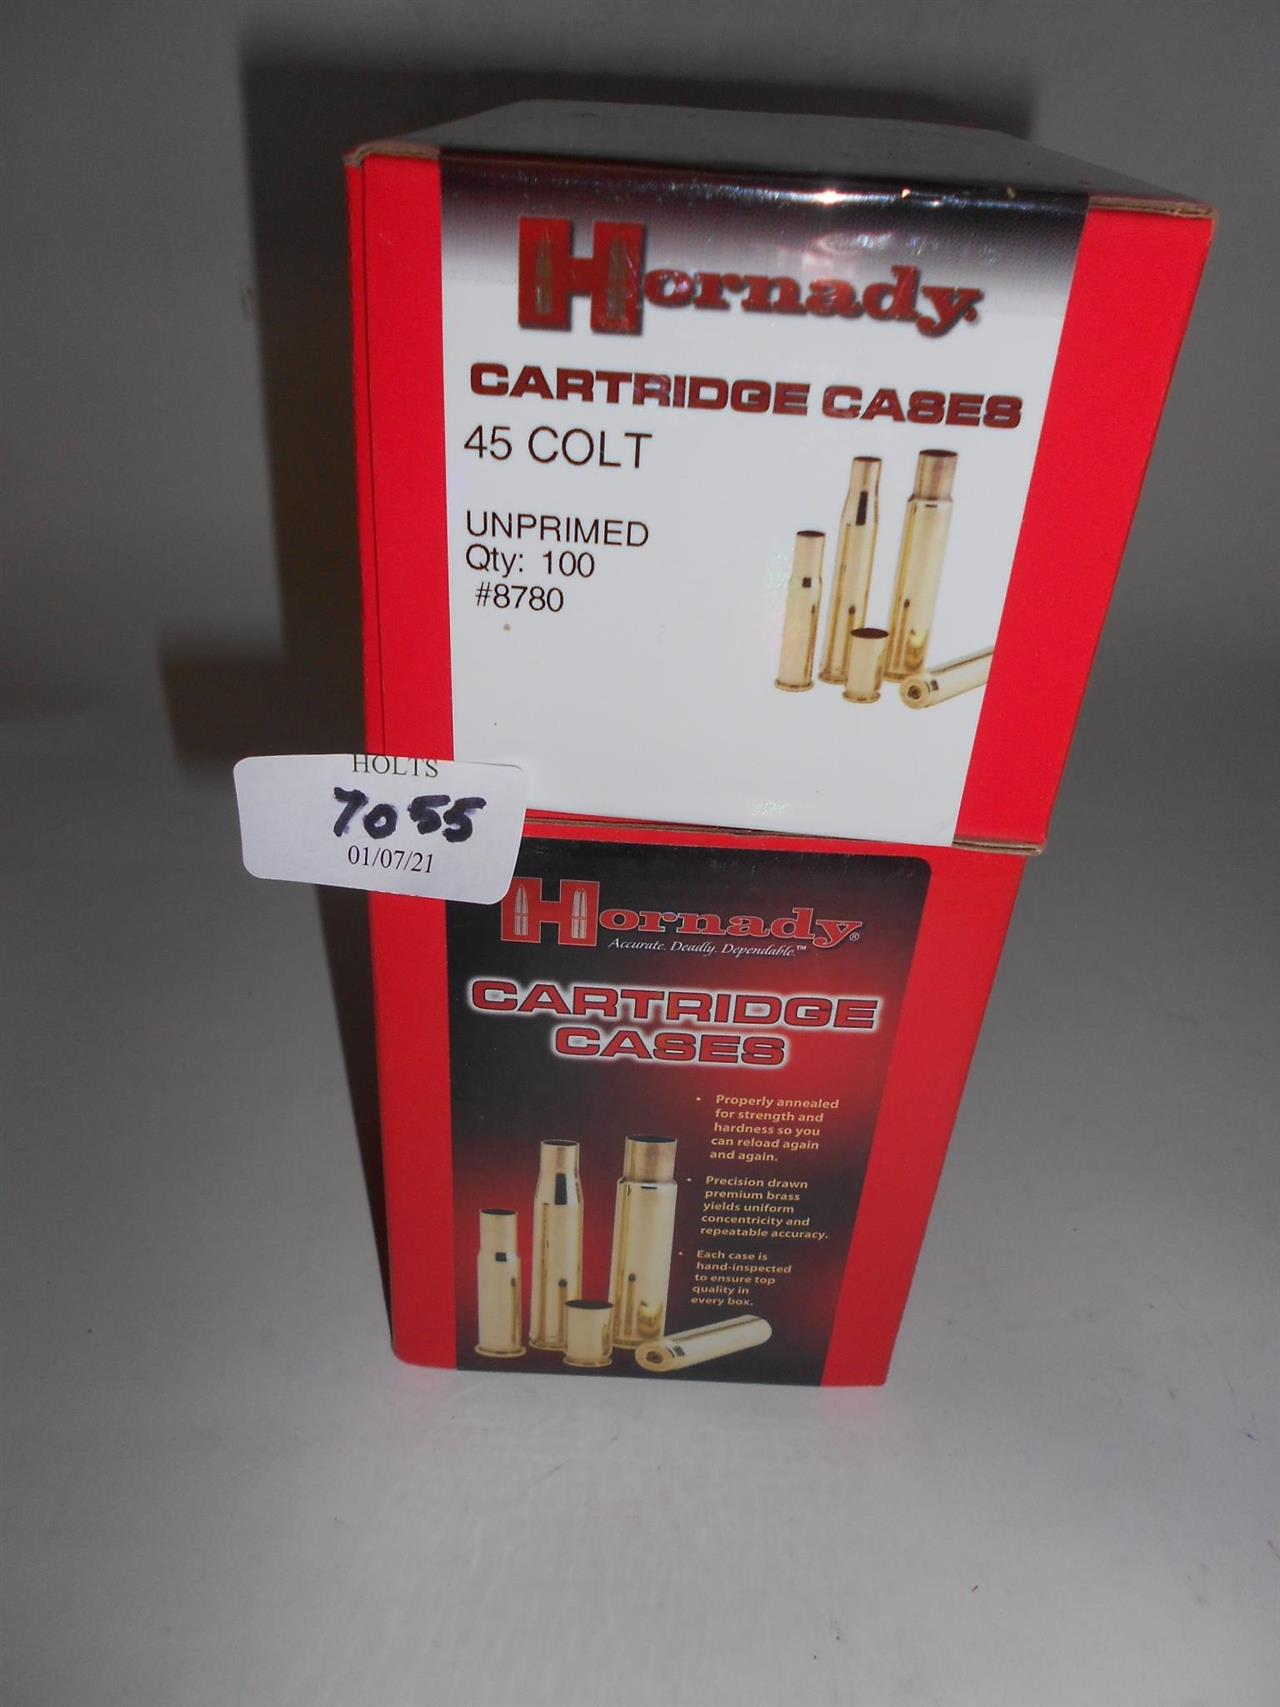 Hornady
CARTRIDGE CASES
45 COLT
UNPRIMED
Qty: 100
#8780
HOLTS
7055
01/07/21
Hornady®
Accurate. Deadly. Dependable.™
CARTRIDGE
CASES
• Properly annealed
for strength and
hardness so you
can reload again
and again.
• Precision drawn
premium brass
yields uniform
concentricity and
repeatable accuracy.
• Each case is
hand-inspected
to ensure top
quality in
every box.